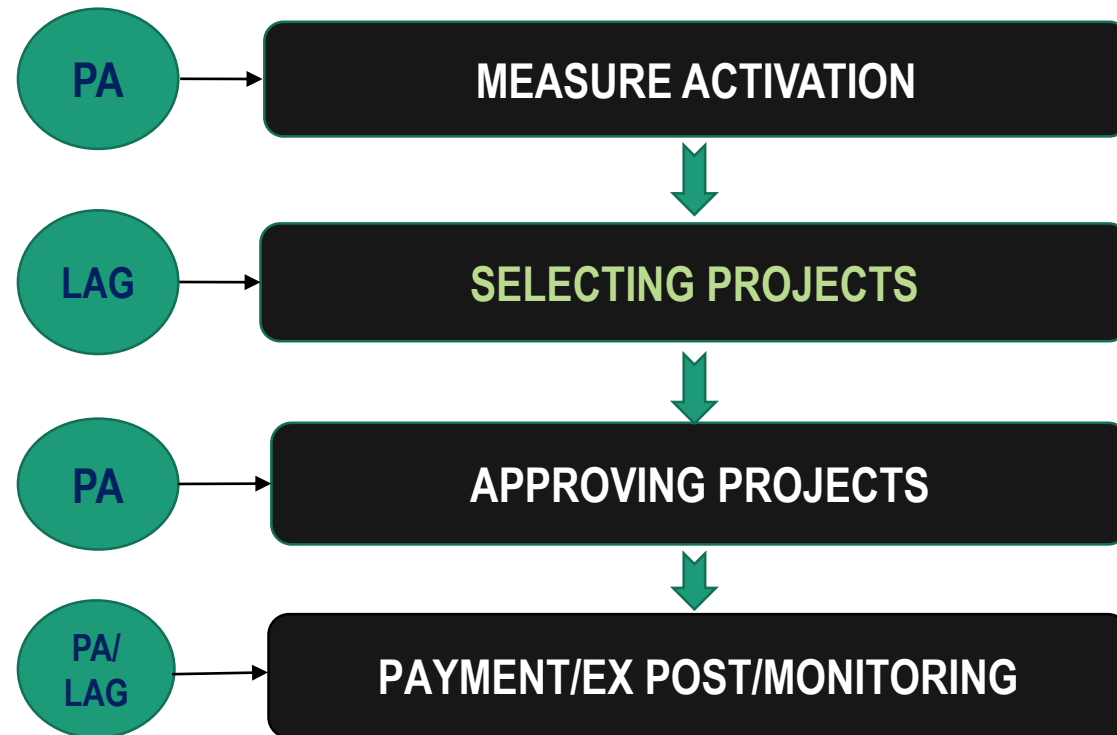 PA
MEASURE ACTIVATION
LAG
SELECTING PROJECTS
PA
APPROVING PROJECTS
PA/
LAG
PAYMENT/EX POST/MONITORING